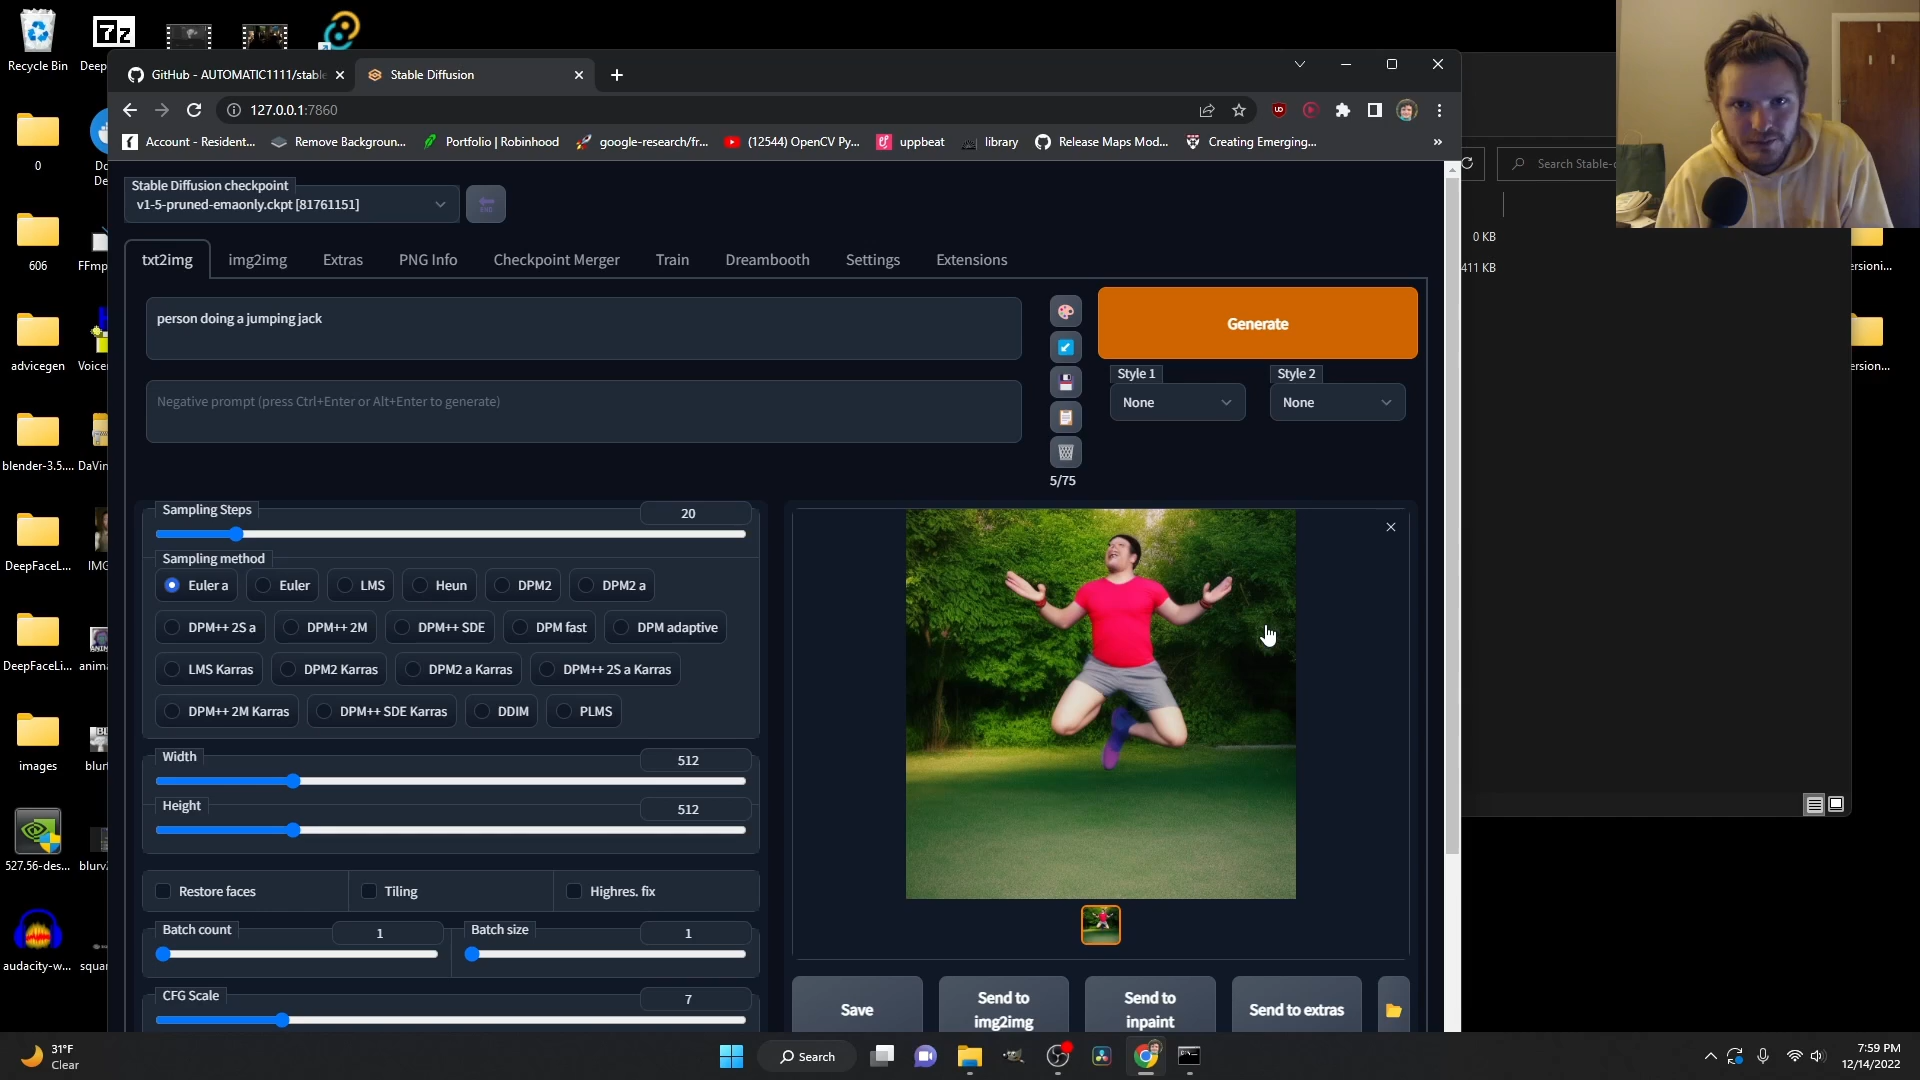 Recycle Bin
7z
Deep
GitHub - AUTOMATIC1111/stable
Stable Diffusion
127.0.0.1:7860
Account - Resident...
Remove Backgroun...
Portfolio | Robinhood
google-research/fr...
(12544) OpenCV Py...
uppbeat
library
Release Maps Mod...
Creating Emerging...
»
Search Stable-d
0 KB
411 KB
Stable Diffusion checkpoint
v1-5-pruned-emaonly.ckpt [81761151]
txt2img
img2img
Extras
PNG Info
Checkpoint Merger
Train
Dreambooth
Settings
Extensions
person doing a jumping jack
Negative prompt (press Ctrl+Enter or Alt+Enter to generate)
5/75
Generate
Style 1
None
Style 2
None
Sampling Steps
20
Sampling method
Euler a
Euler
LMS
Heun
DPM2
DPM2 a
DPM++ 2S a
DPM++ 2M
DPM++ SDE
DPM fast
DPM adaptive
LMS Karras
DPM2 Karras
DPM2 a Karras
DPM++ 2S a Karras
DPM++ 2M Karras
DPM++ SDE Karras
DDIM
PLMS
Width
512
Height
512
Restore faces
Tiling
Highres. fix
Batch count
1
Batch size
1
CFG Scale
7
Save
Send to
img2img
Send to
inpaint
Send to extras
0
Do
De
606
FFmp
advicegen
Voice
blender-3.5....
DaVin
DeepFaceL...
IMG
DeepFaceLi...
anima
images
blurt
527.56-des...
blurv
audacity-w...
squar
ersioni...
ersion...
31°F
Clear
Search
7:59 PM
12/14/2022